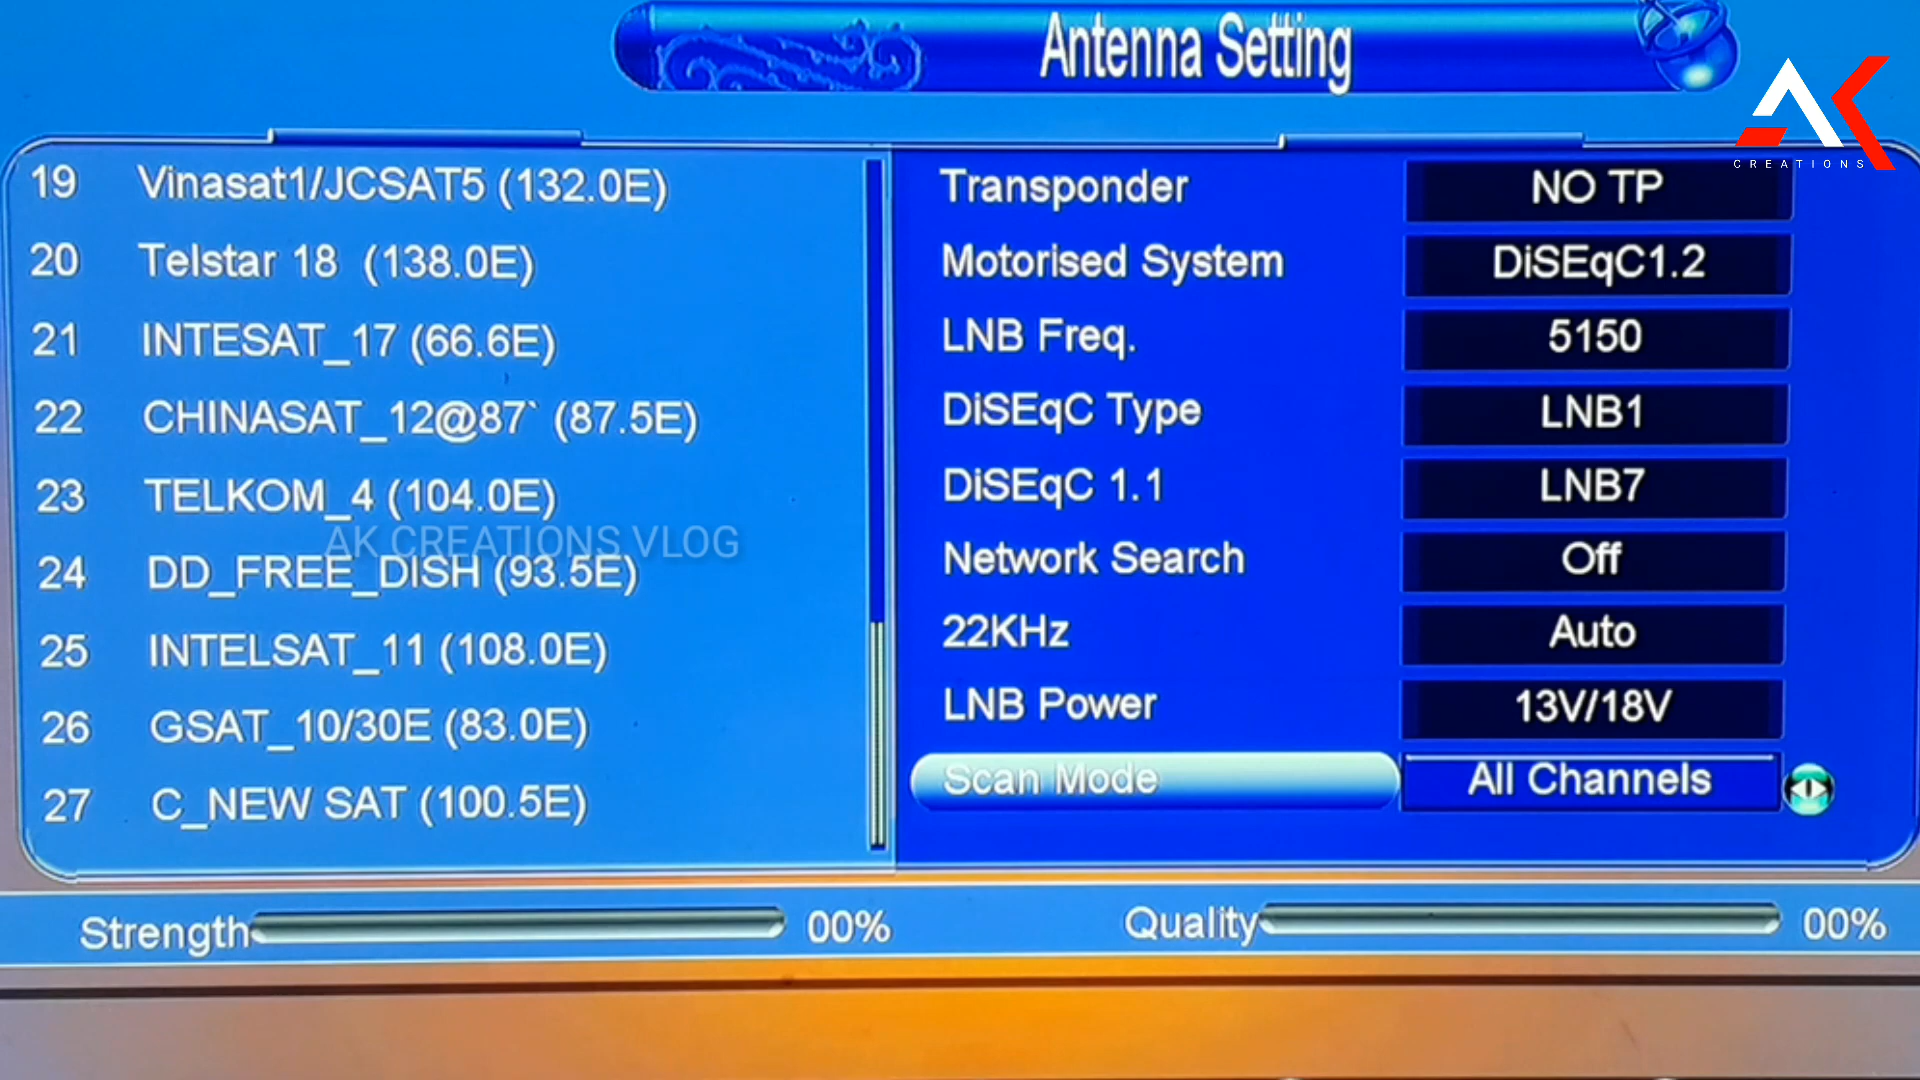 Antenna Setting
AK
CREATIONS
19 Vinasat1/JCSAT5 (132.0E)
20 Telstar 18 (138.0E)
21 INTESAT_17 (66.6E)
22 CHINASAT_12@87` (87.5E)
23 TELKOM_4 (104.0E)
AK CREATIONS VLOG
24 DD_FREE_DISH (93.5E)
25 INTELSAT_11 (108.0E)
26 GSAT_10/30E (83.0E)
27 C_NEW SAT (100.5E)
Transponder NO TP
Motorised System DiSEqC1.2
LNB Freq. 5150
DiSEqC Type LNB1
DiSEqC 1.1 LNB7
Network Search Off
22KHz Auto
LNB Power 13V/18V
Scan Mode All Channels
Strength 00%
Quality 00%